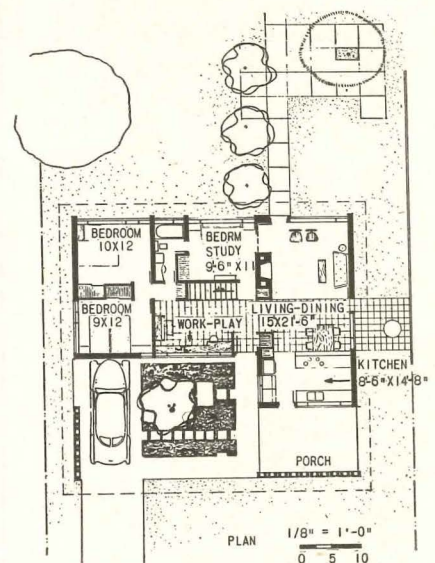 BEDROOM
10X12
BEDRM
STUDY
9'-6" X 11
BEDROOM
9X12
WORK-PLAY
LIVING-DINING
15X21'-6"
KITCHEN
8'-6"X14'-8"
PORCH
PLAN
1/8" = 1'-0"
0 5 10